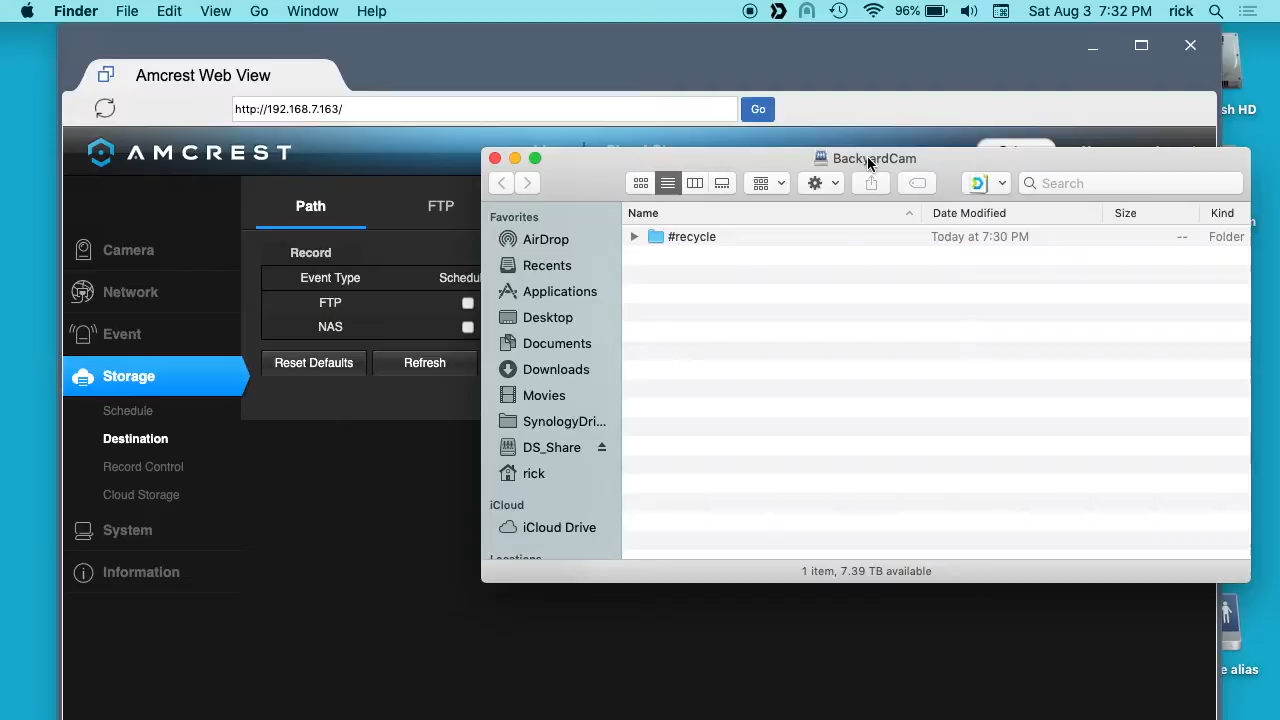 Finder File Edit View Go Window Help 96% Sat Aug 3 7:32 PM rick
Amcrest Web View
http://192.168.7.163/ Go
sh HD
AMCREST
BackyardCam
Search
Path FTP
Camera
Network
Event
Storage
Schedule
Destination
Record Control
Cloud Storage
System
Information
Record
Event Type Schedul
FTP
NAS
Reset Defaults Refresh
Favorites
AirDrop
Recents
Applications
Desktop
Documents
Downloads
Movies
SynologyDri...
DS_Share
rick
iCloud
iCloud Drive
Locations
Name Date Modified Size Kind
#recycle Today at 7:30 PM -- Folder
1 item, 7.39 TB available
e alias